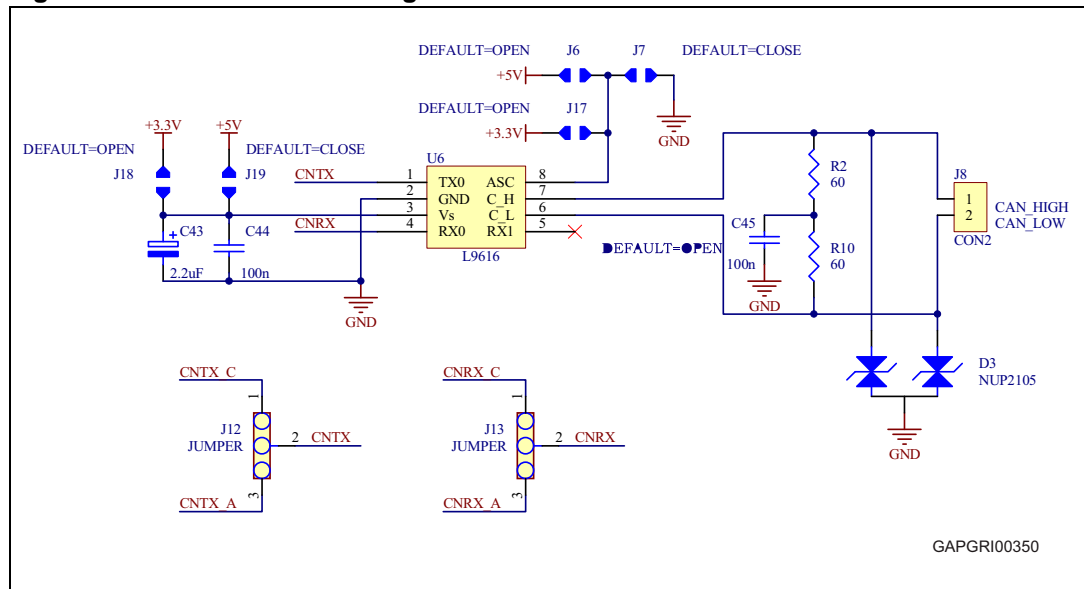 DEFAULT=OPEN J6 J7 DEFAULT=CLOSE
+5V
DEFAULT=OPEN J17
+3.3V
GND
+3.3V +5V
DEFAULT=OPEN DEFAULT=CLOSE
J18 J19
U6
CNTX 1 TX0 ASC 8
2 GND C_H 7
3 Vs C_L 6
CNRX 4 RX0 RX1 5
L9616
C43 C44
+
2.2uF 100n
GND
DEFAULT=OPEN
R2
60
C45
100n
R10
60
GND
J8
1 CAN_HIGH
2 CAN_LOW
CON2
D3
NUP2105
GND
CNTX_C
1
J12
JUMPER 2 CNTX
3
CNTX_A
CNRX_C
1
J13
JUMPER 2 CNRX
3
CNRX_A
GAPGRI00350